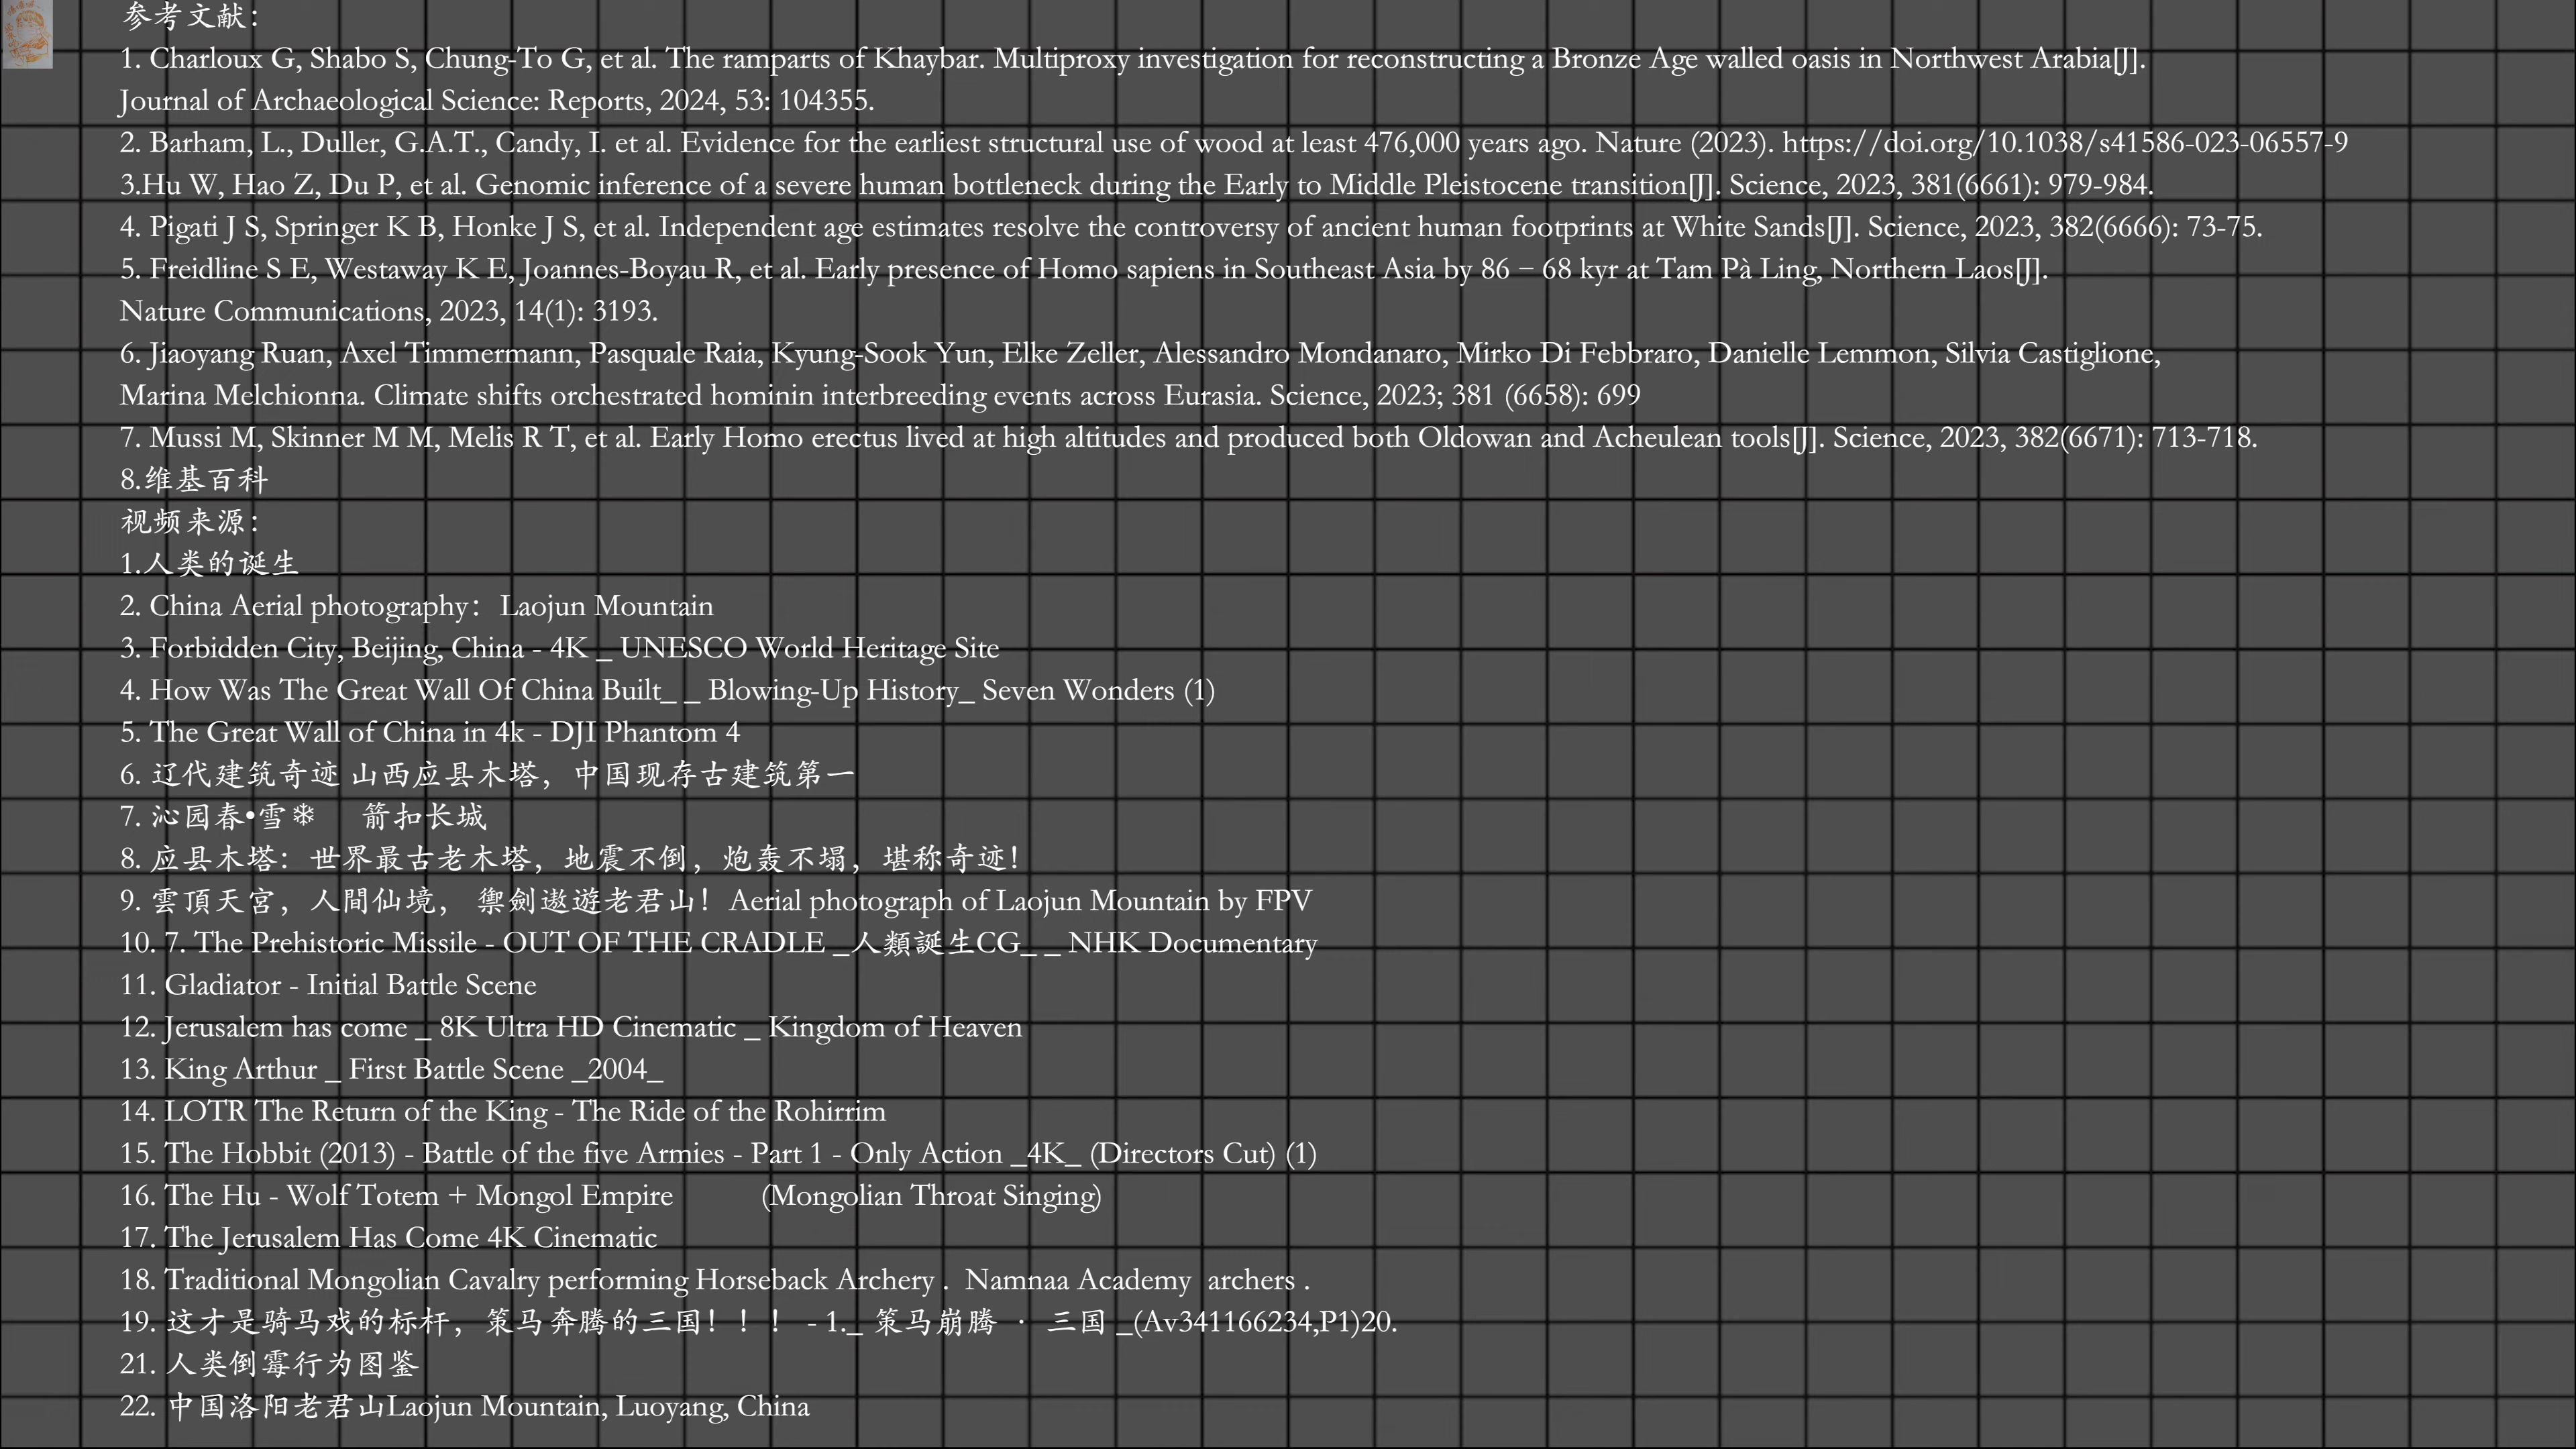 参考文献：
1. Charloux G, Shabo S, Chung-To G, et al. The ramparts of Khaybar. Multiproxy investigation for reconstructing a Bronze Age walled oasis in Northwest Arabia[J].
Journal of Archaeological Science: Reports, 2024, 53: 104355.
2. Barham, L., Duller, G.A.T., Candy, I. et al. Evidence for the earliest structural use of wood at least 476,000 years ago. Nature (2023). https://doi.org/10.1038/s41586-023-06557-9
3.Hu W, Hao Z, Du P, et al. Genomic inference of a severe human bottleneck during the Early to Middle Pleistocene transition[J]. Science, 2023, 381(6661): 979-984.
4. Pigati J S, Springer K B, Honke J S, et al. Independent age estimates resolve the controversy of ancient human footprints at White Sands[J]. Science, 2023, 382(6666): 73-75.
5. Freidline S E, Westaway K E, Joannes-Boyau R, et al. Early presence of Homo sapiens in Southeast Asia by 86 – 68 kyr at Tam Pà Ling, Northern Laos[J].
Nature Communications, 2023, 14(1): 3193.
6. Jiaoyang Ruan, Axel Timmermann, Pasquale Raia, Kyung-Sook Yun, Elke Zeller, Alessandro Mondanaro, Mirko Di Febbraro, Danielle Lemmon, Silvia Castiglione,
Marina Melchionna. Climate shifts orchestrated hominin interbreeding events across Eurasia. Science, 2023; 381 (6658): 699
7. Mussi M, Skinner M M, Melis R T, et al. Early Homo erectus lived at high altitudes and produced both Oldowan and Acheulean tools[J]. Science, 2023, 382(6671): 713-718.
8.维基百科
视频来源：
1.人类的诞生
2. China Aerial photography：Laojun Mountain
3. Forbidden City, Beijing, China - 4K _ UNESCO World Heritage Site
4. How Was The Great Wall Of China Built_ _ Blowing-Up History_ Seven Wonders (1)
5. The Great Wall of China in 4k - DJI Phantom 4
6. 辽代建筑奇迹 山西应县木塔，中国现存古建筑第一
7. 沁园春•雪❄ 箭扣长城
8. 应县木塔：世界最古老木塔，地震不倒，炮轰不塌，堪称奇迹！
9. 雲頂天宮，人間仙境， 禦劍遨遊老君山！Aerial photograph of Laojun Mountain by FPV
10. 7. The Prehistoric Missile - OUT OF THE CRADLE _人類誕生CG_ _ NHK Documentary
11. Gladiator - Initial Battle Scene
12. Jerusalem has come _ 8K Ultra HD Cinematic _ Kingdom of Heaven
13. King Arthur _ First Battle Scene _2004_
14. LOTR The Return of the King - The Ride of the Rohirrim
15. The Hobbit (2013) - Battle of the five Armies - Part 1 - Only Action _4K_ (Directors Cut) (1)
16. The Hu - Wolf Totem + Mongol Empire (Mongolian Throat Singing)
17. The Jerusalem Has Come 4K Cinematic
18. Traditional Mongolian Cavalry performing Horseback Archery . Namnaa Academy archers .
19. 这才是骑马戏的标杆，策马奔腾的三国！！！ - 1._ 策马崩腾 · 三国 _(Av341166234,P1)20.
21. 人类倒霉行为图鉴
22. 中国洛阳老君山Laojun Mountain, Luoyang, China